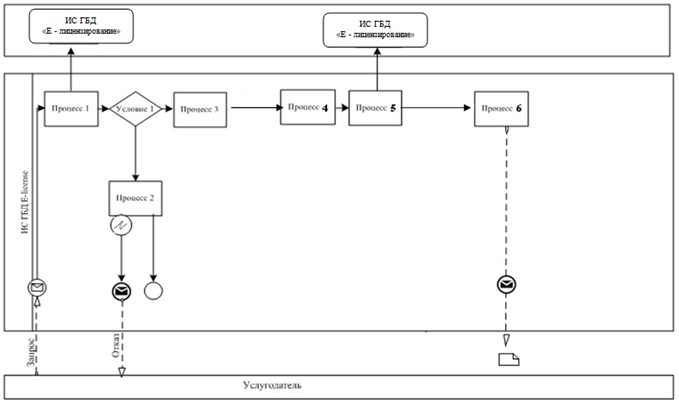 ИС ГБД
«Е - лицензирование»
ИС ГБД
«Е - лицензирование»
ИС ГБД E-license
Процесс 1
Условие 1
Процесс 3
Процесс 4
Процесс 5
Процесс 6
Процесс 2
Запрос
Отказ
Услугодатель